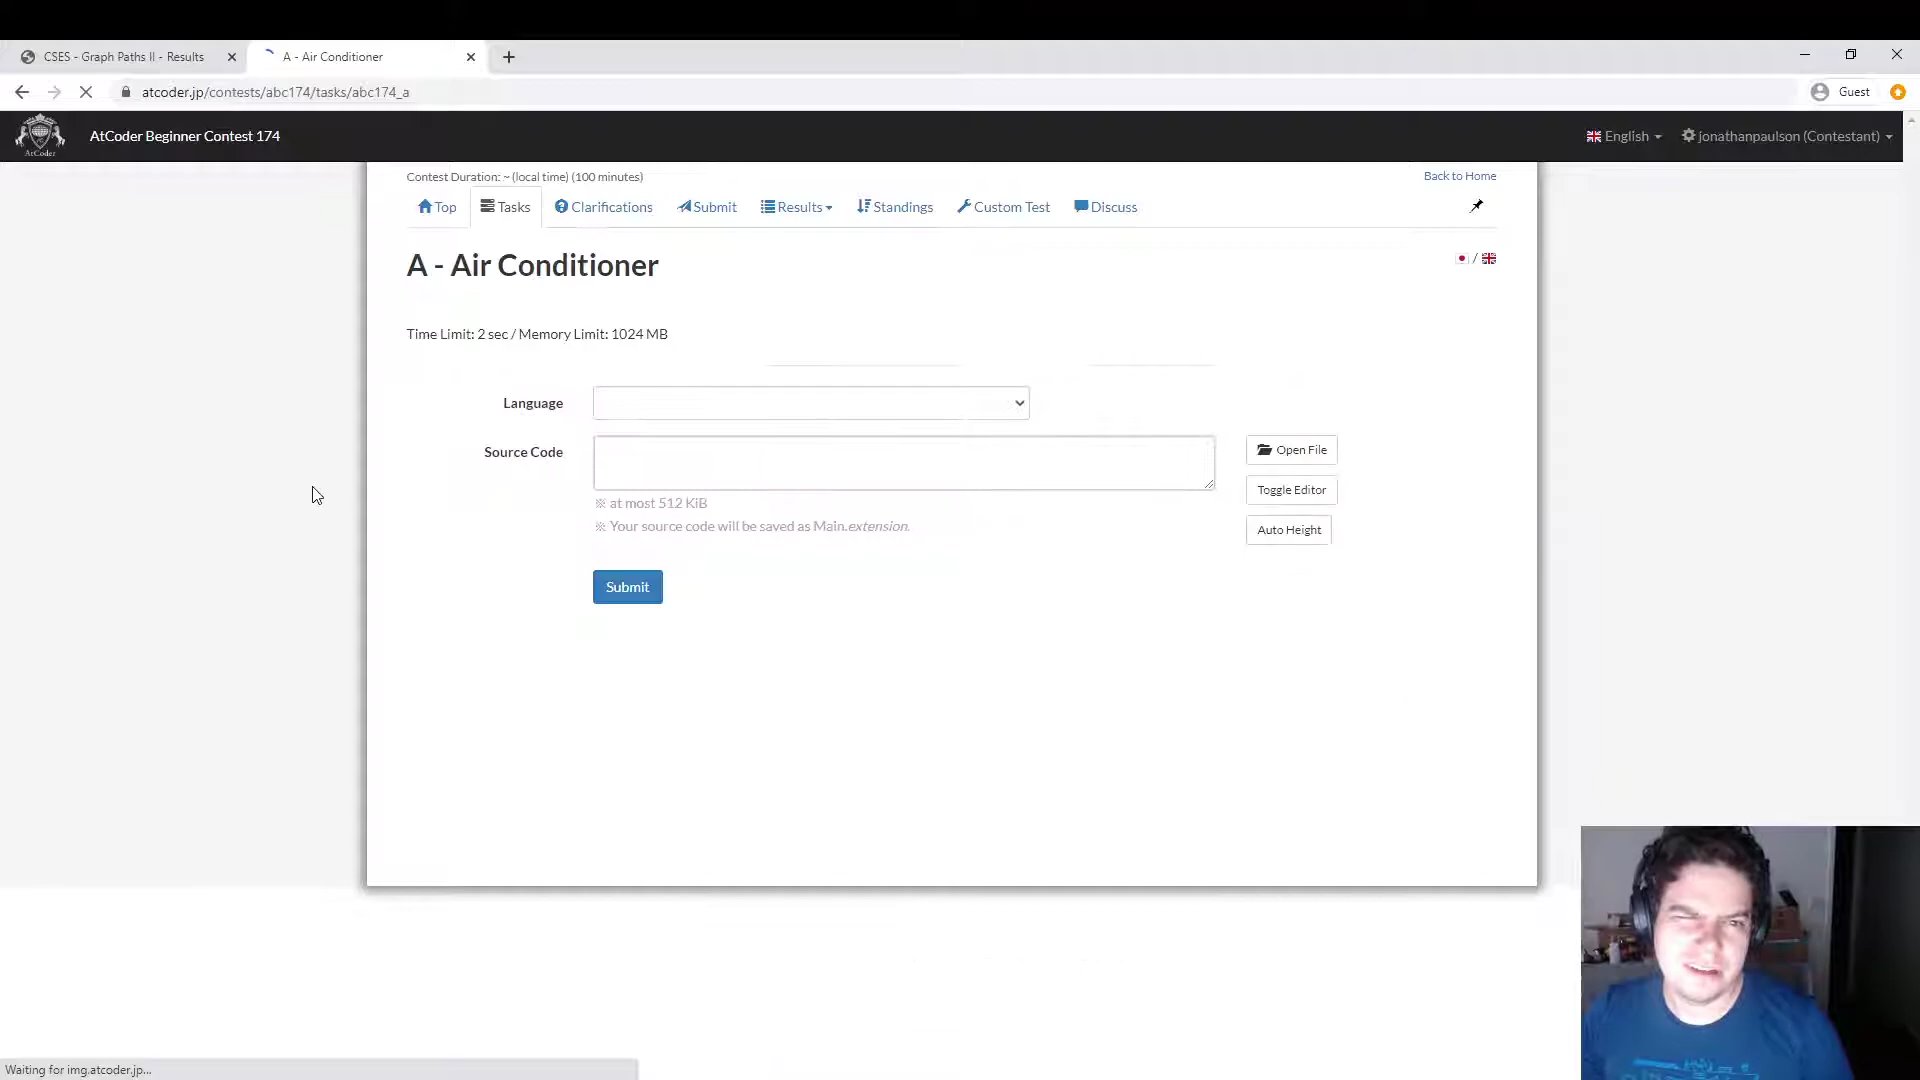 CSES - Graph Paths II - Results
A - Air Conditioner
atcoder.jp/contests/abc174/tasks/abc174_a
Guest
AtCoder
AtCoder Beginner Contest 174
English
jonathanpaulson (Contestant)
Contest Duration: ~ (local time) (100 minutes)
Back to Home
Top
Tasks
Clarifications
Submit
Results
Standings
Custom Test
Discuss
A - Air Conditioner
/
Time Limit: 2 sec / Memory Limit: 1024 MB
Language
Source Code
Open File
Toggle Editor
※ at most 512 KiB
※ Your source code will be saved as Main.extension.
Auto Height
Submit
Waiting for img.atcoder.jp...